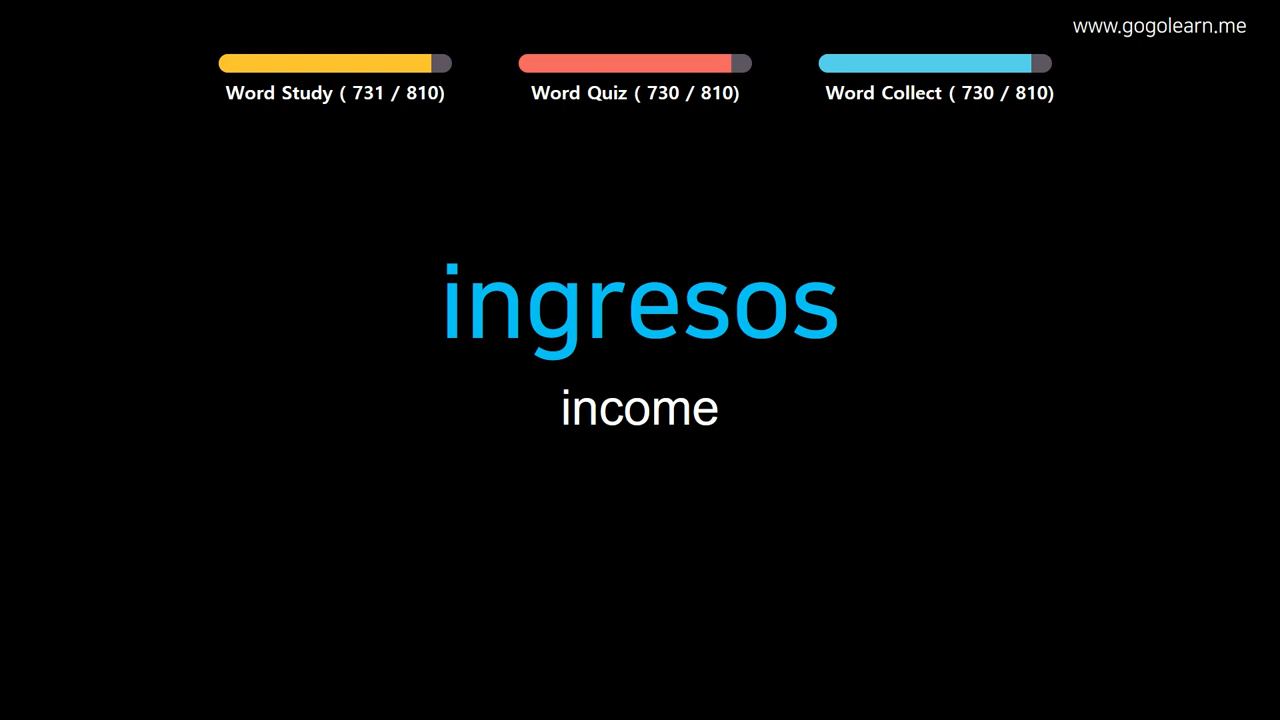 www.gogolearn.me
Word Study ( 731 / 810)
Word Quiz ( 730 / 810)
Word Collect ( 730 / 810)
ingresos
income